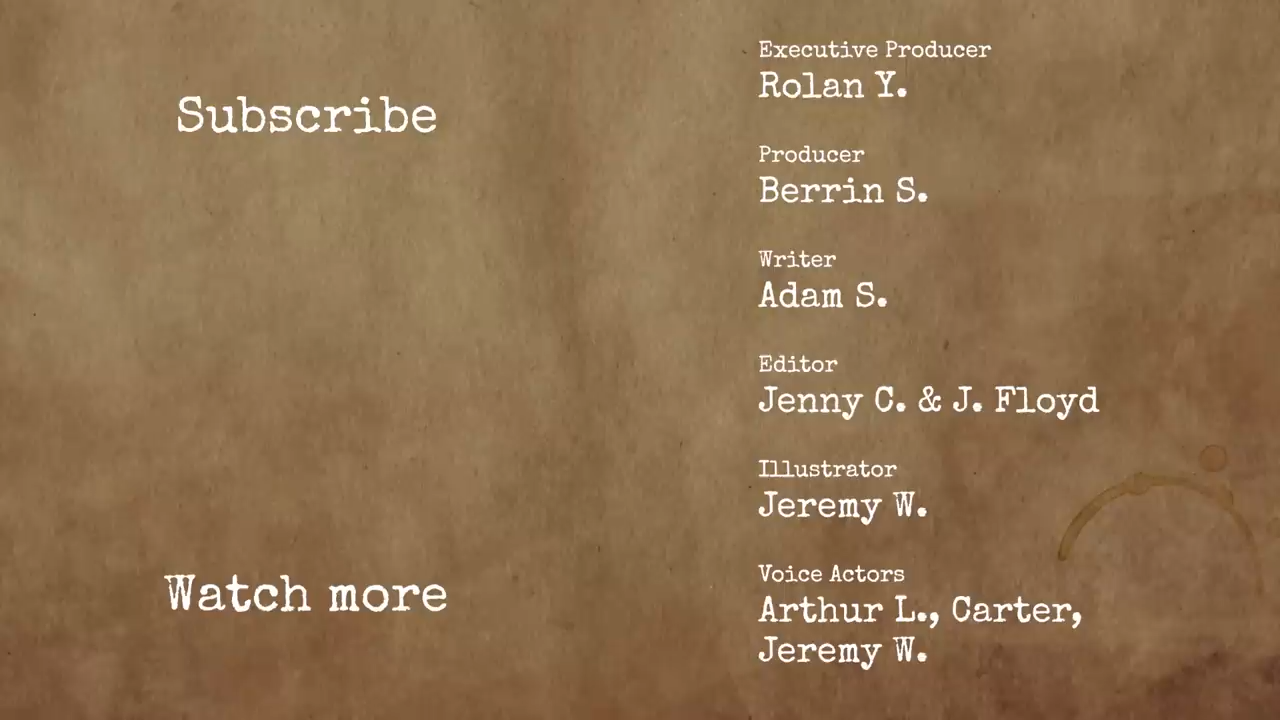 Subscribe
Watch more
Executive Producer
Rolan Y.
Producer
Berrin S.
Writer
Adam S.
Editor
Jenny C. & J. Floyd
Illustrator
Jeremy W.
Voice Actors
Arthur L., Carter,
Jeremy W.